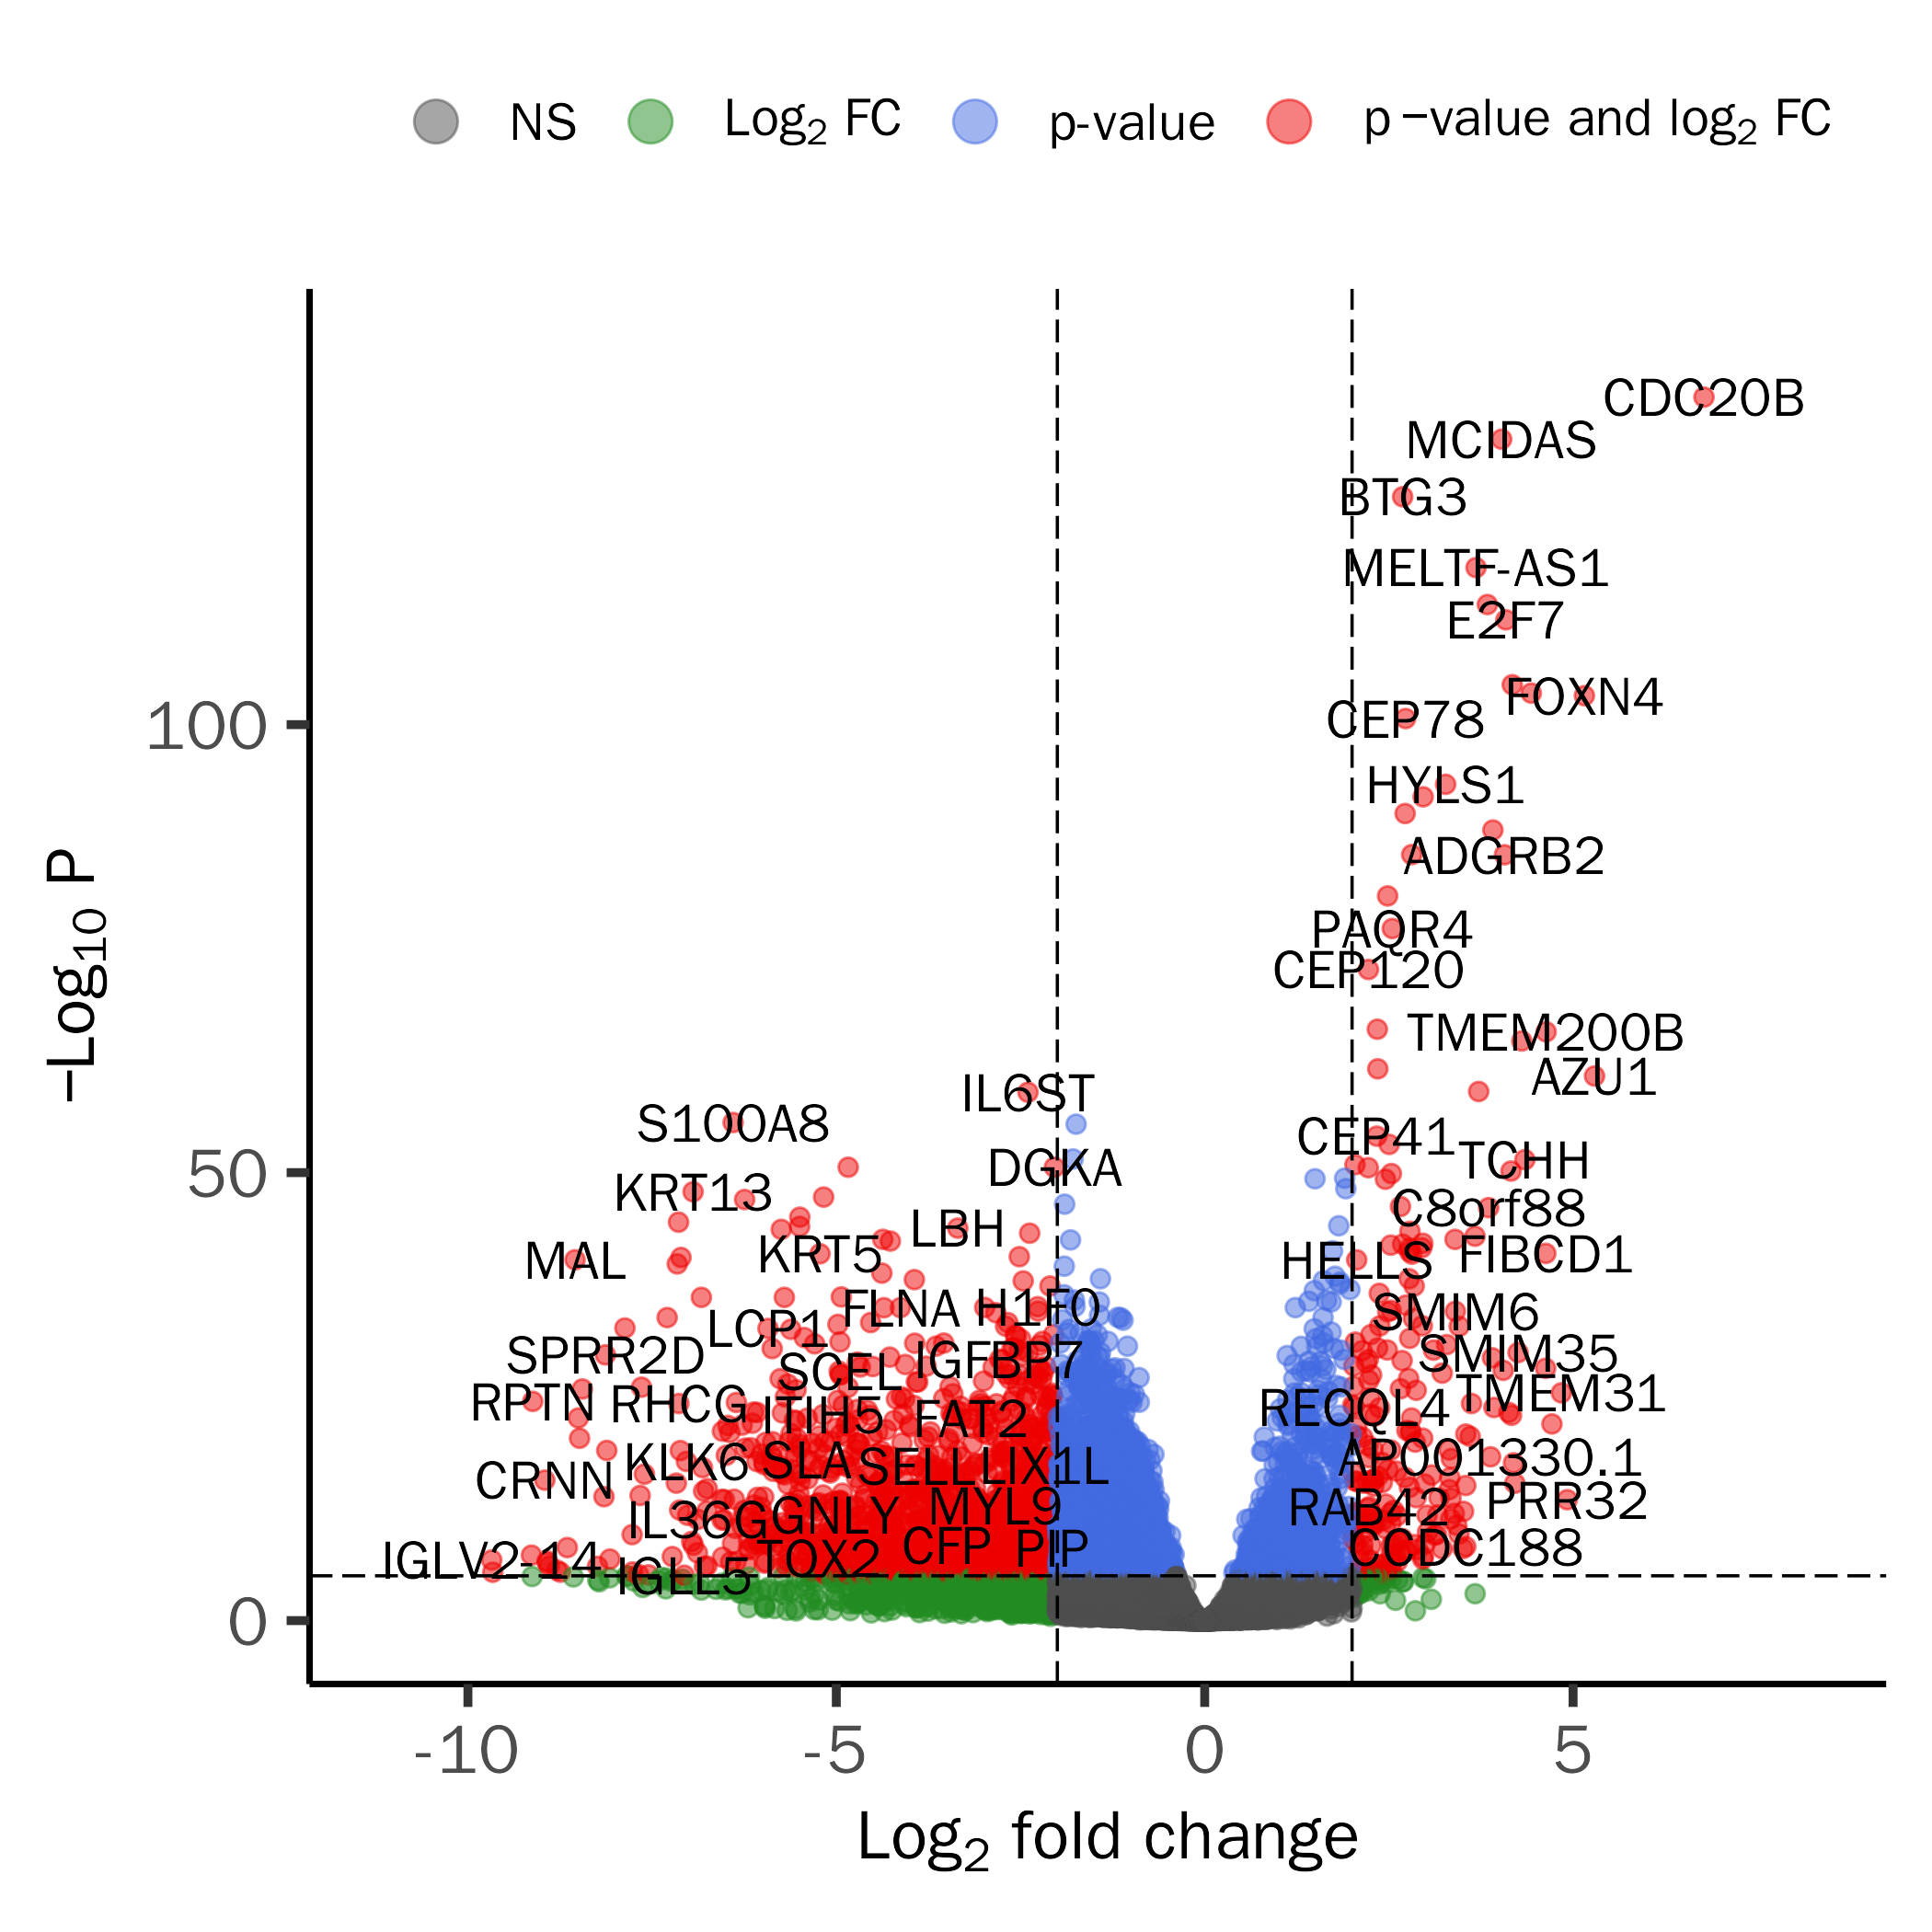 NS Log2 FC p-value p −value and log2 FC
CDC20B
MCIDAS
BTG3
MELTF-AS1
E2F7
FOXN4
CEP78
HYLS1
ADGRB2
PAQR4
CEP120
TMEM200B
AZU1
IL6ST
S100A8
CEP41
TCHH
DGKA
KRT13
C8orf88
LBH
KRT5
FIBCD1
MAL
HELLS
FLNA
H1F0
SMIM6
LCP1
SPRR2D
SMIM35
IGFBP7
SCEL
TMEM31
RPTN
RHCG
RECQL4
ITIH5
FAT2
AP001330.1
KLK6
SLA
SELL
LIX1L
CRNN
PRR32
MYL9
RAB42
IL36G
GNLY
CFP
PIP
CCDC188
IGLV2-14
TOX2
IGLL5
100
50
0
−Log10 P
-10 -5 0 5
Log2 fold change